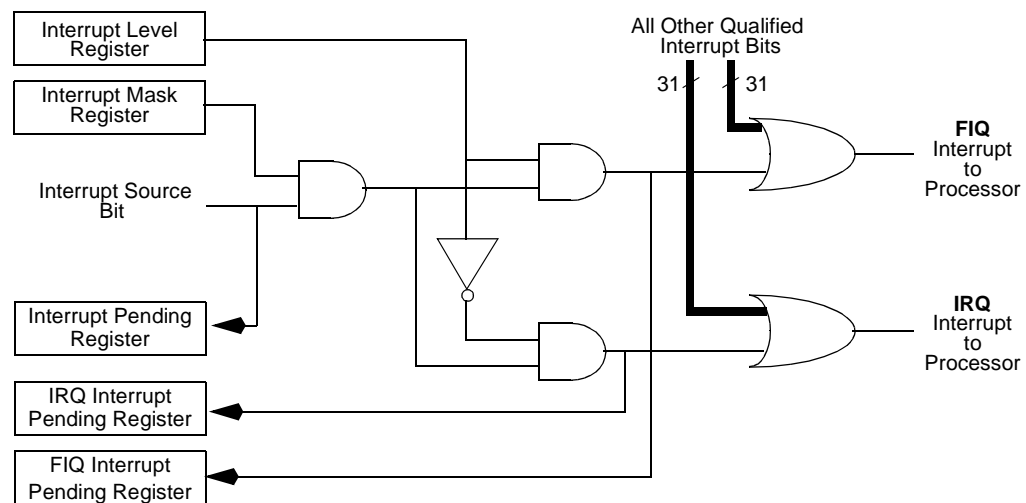 Interrupt Level
Register
All Other Qualified
Interrupt Bits
31
31
Interrupt Mask
Register
FIQ
Interrupt
to
Processor
Interrupt Source
Bit
Interrupt Pending
Register
IRQ
Interrupt
to
Processor
IRQ Interrupt
Pending Register
FIQ Interrupt
Pending Register